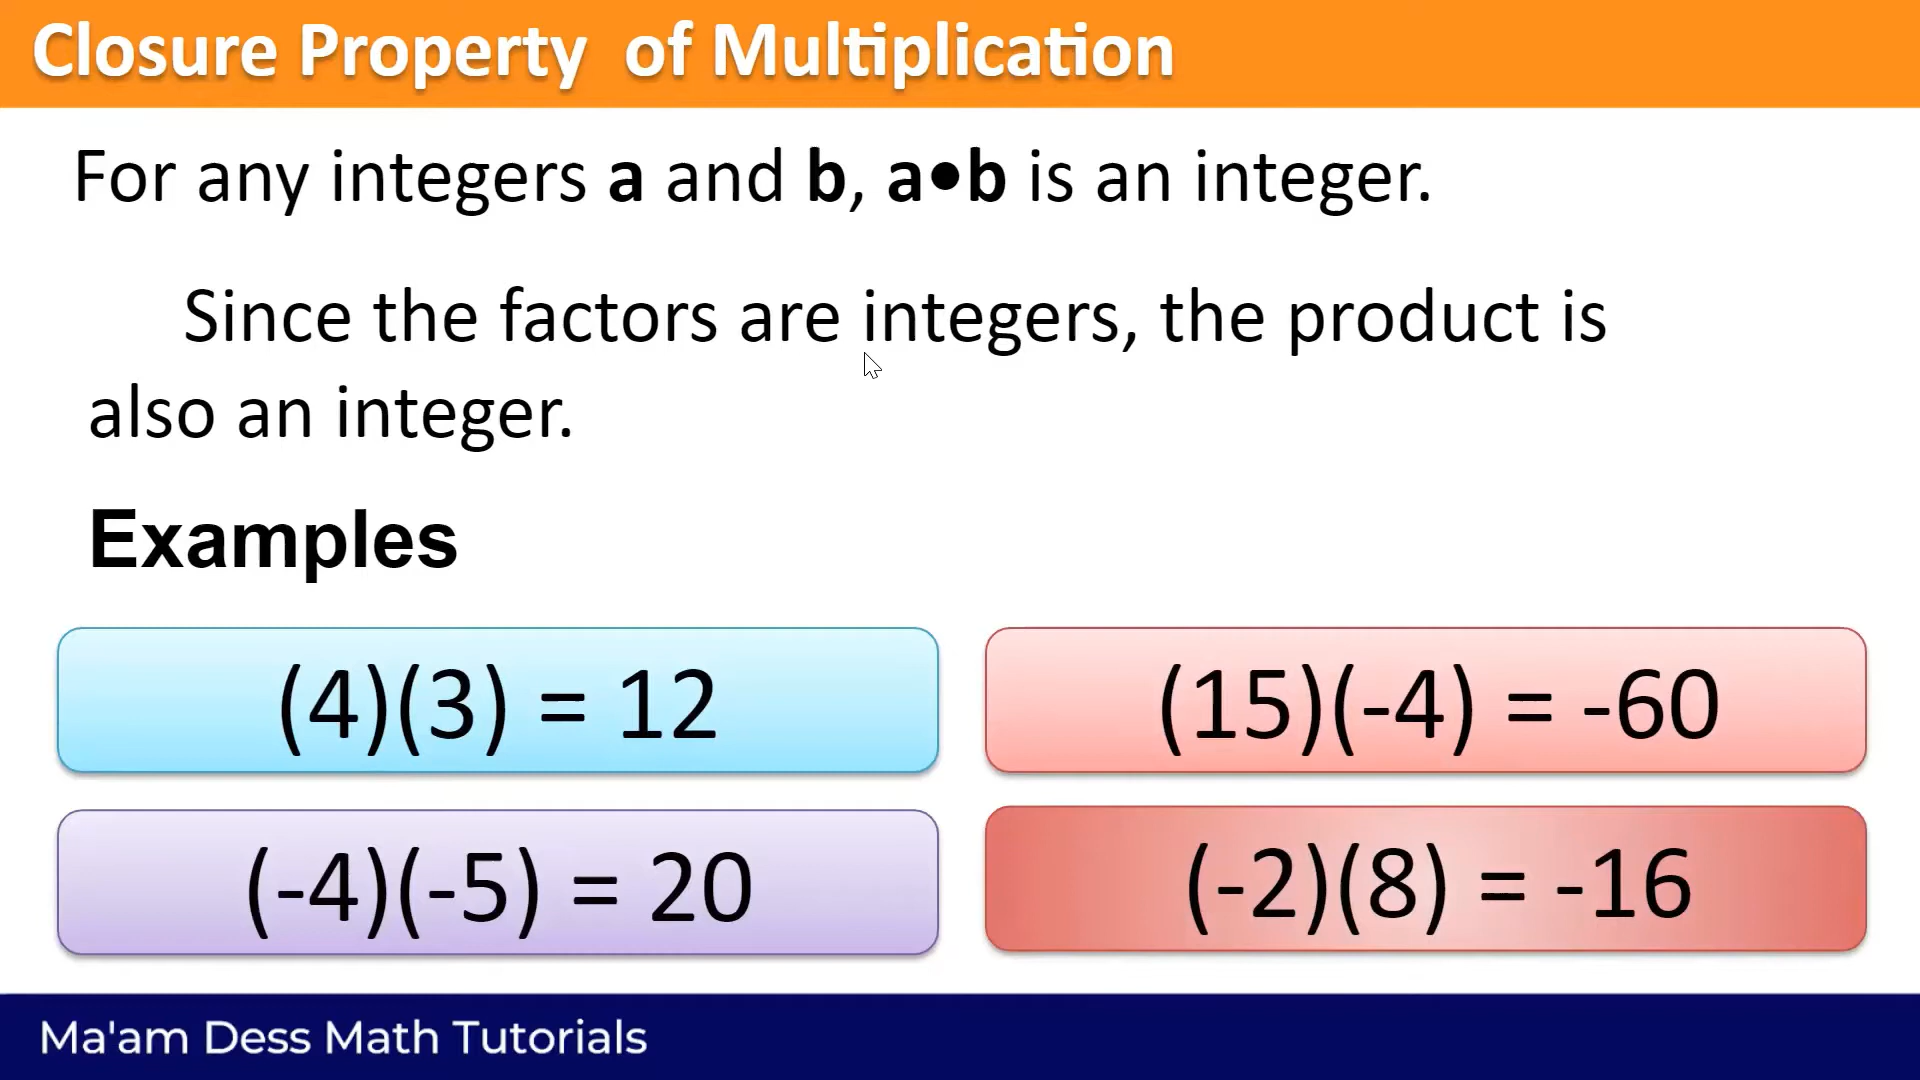 Closure Property of Multiplication
For any integers a and b, a•b is an integer.
Since the factors are integers, the product is
also an integer.
Examples
(4)(3) = 12
(15)(-4) = -60
(-4)(-5) = 20
(-2)(8) = -16
Ma'am Dess Math Tutorials